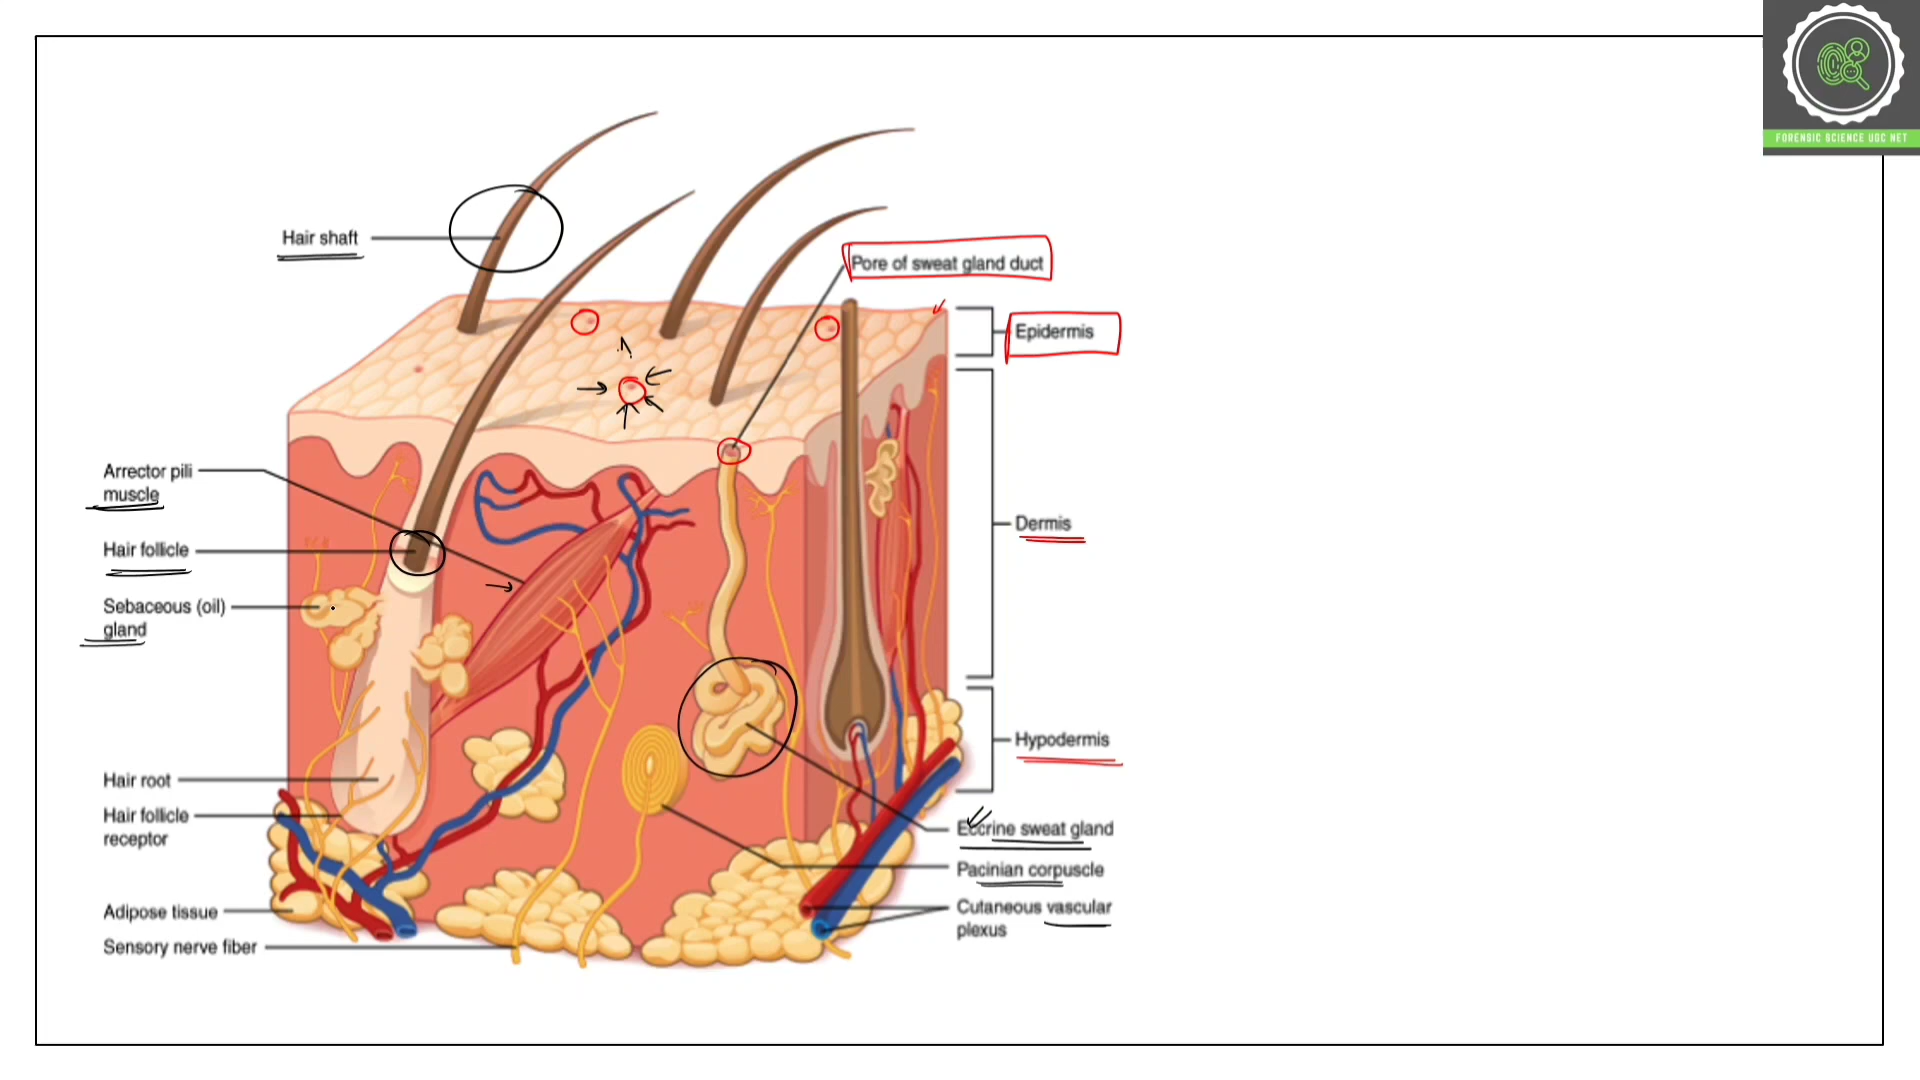 FORENSIC SCIENCE UGC NET
Hair shaft
Pore of sweat gland duct
Epidermis
Arrector pili
muscle
Dermis
Hair follicle
Sebaceous (oil)
gland
Hypodermis
Hair root
Hair follicle
receptor
Eccrine sweat gland
Pacinian corpuscle
Adipose tissue
Cutaneous vascular
plexus
Sensory nerve fiber